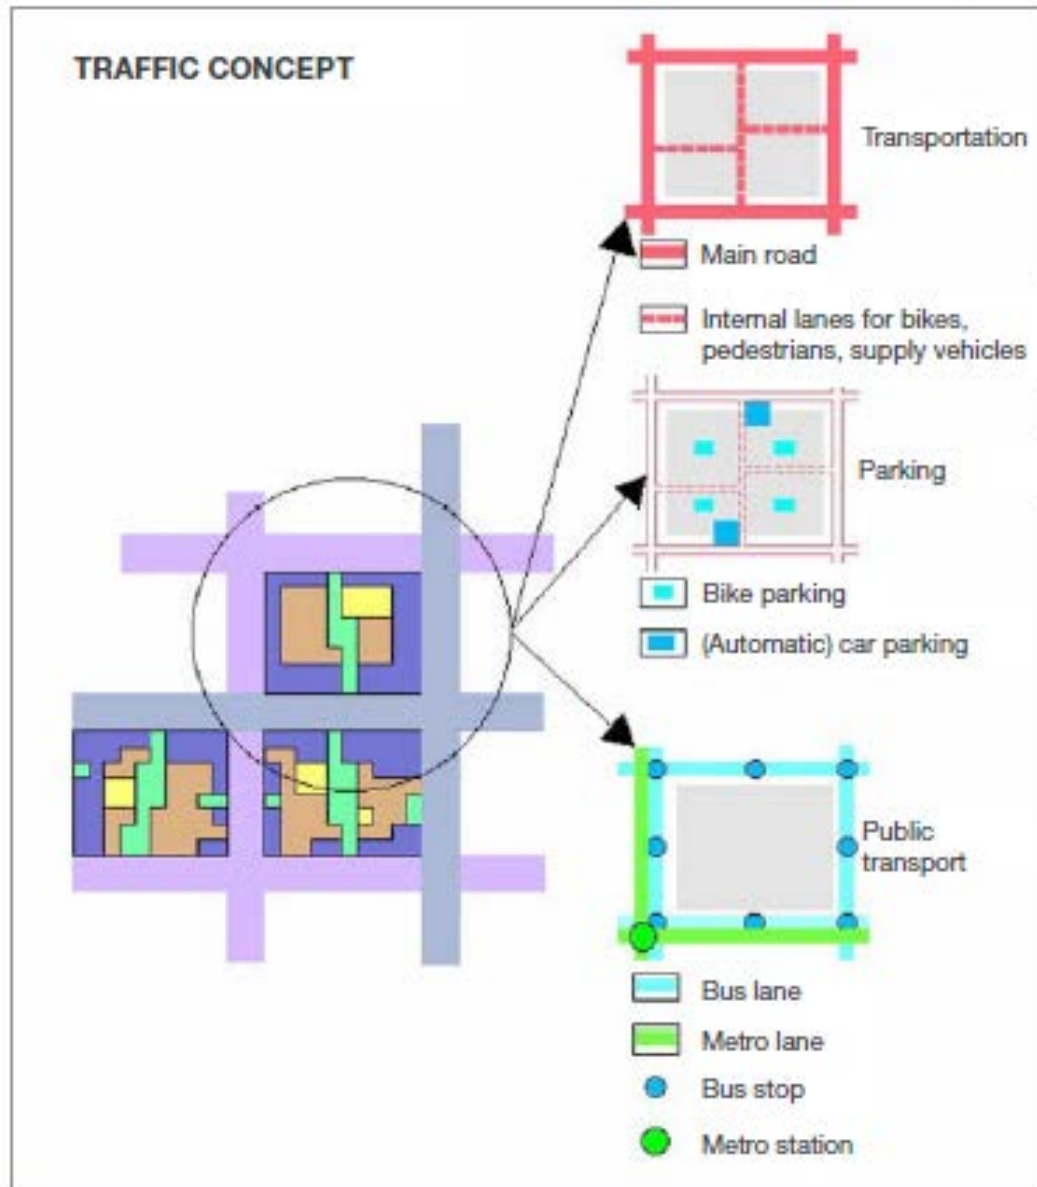 TRAFFIC CONCEPT
Transportation
Main road
Internal lanes for bikes,
pedestrians, supply vehicles
Parking
Bike parking
(Automatic) car parking
Public
transport
Bus lane
Metro lane
Bus stop
Metro station